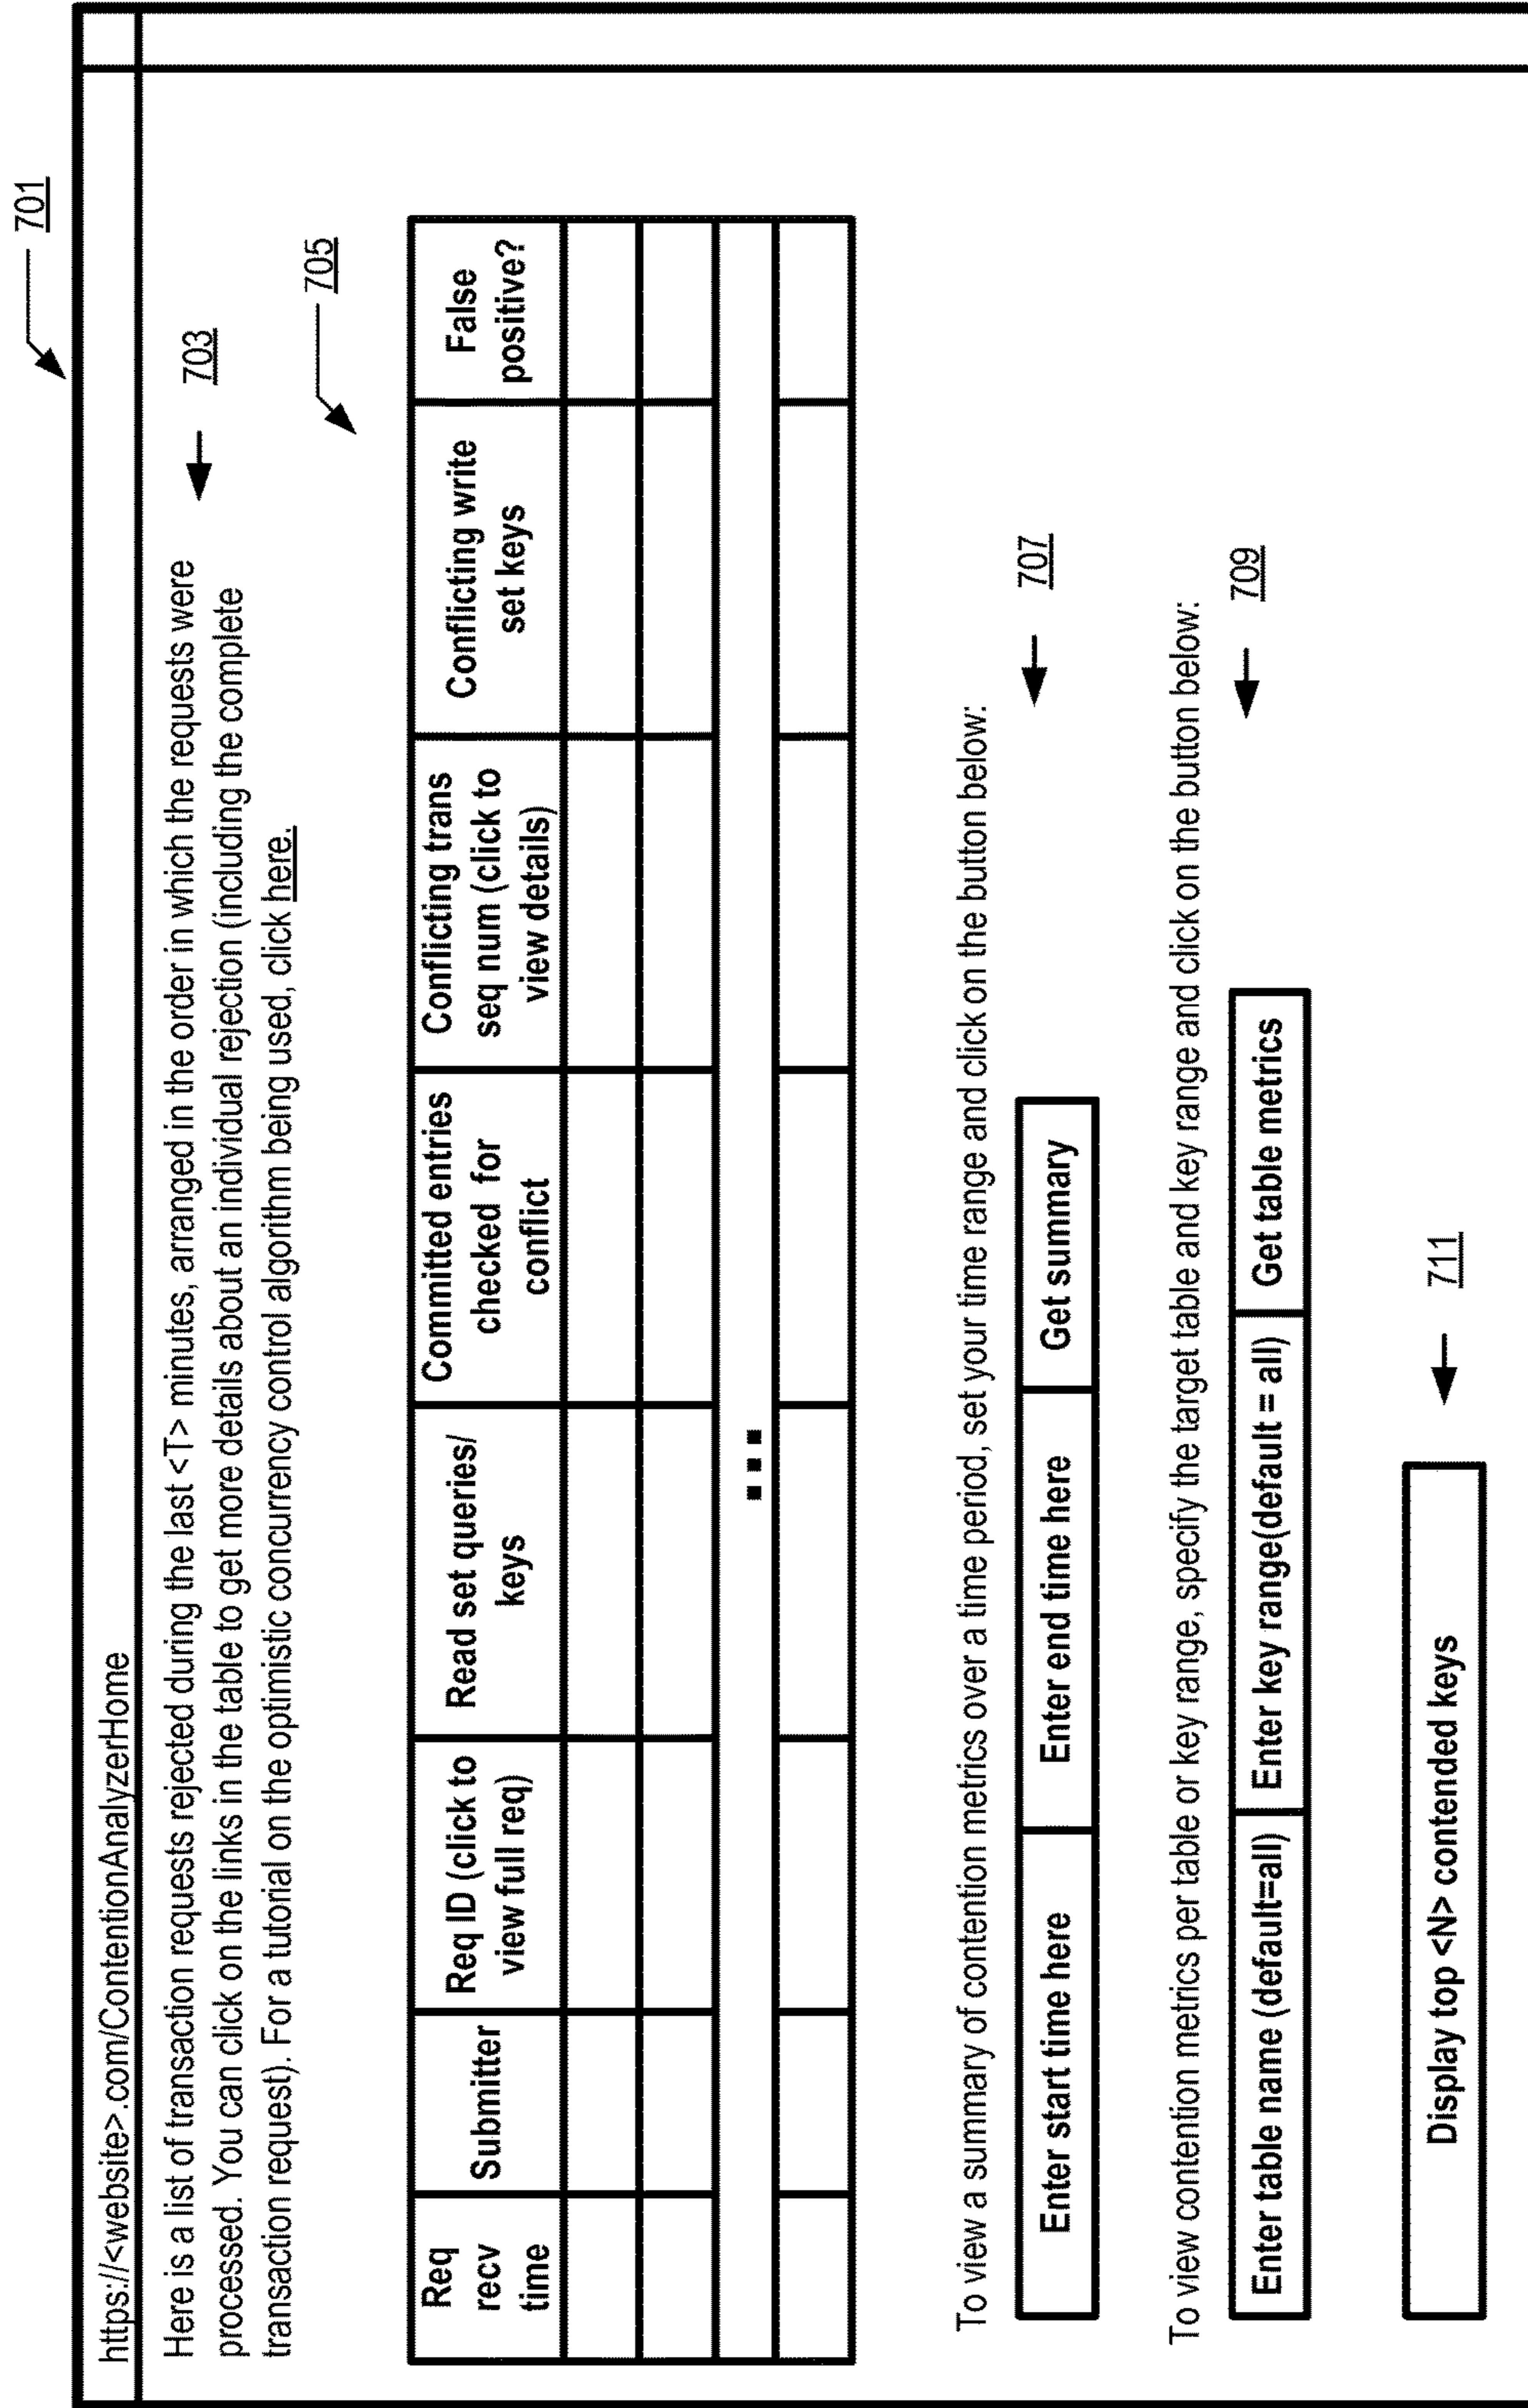 701
https://<website>.com/ContentionAnalyzerHome
Here is a list of transaction requests rejected during the last <T> minutes, arranged in the order in which the requests were
processed. You can click on the links in the table to get more details about an individual rejection (including the complete
transaction request). For a tutorial on the optimistic concurrency control algorithm being used, click here.
703
705
Req
recv
time
Submitter
Req ID (click to
view full req)
Read set queries/
keys
Committed entries
checked for
conflict
Conflicting trans
seq num (click to
view details)
Conflicting write
set keys
False
positive?
...
To view a summary of contention metrics over a time period, set your time range and click on the button below:
707
Enter start time here
Enter end time here
Get summary
To view contention metrics per table or key range, specify the target table and key range and click on the button below:
709
Enter table name (default=all)
Enter key range(default = all)
Get table metrics
Display top <N> contended keys
711